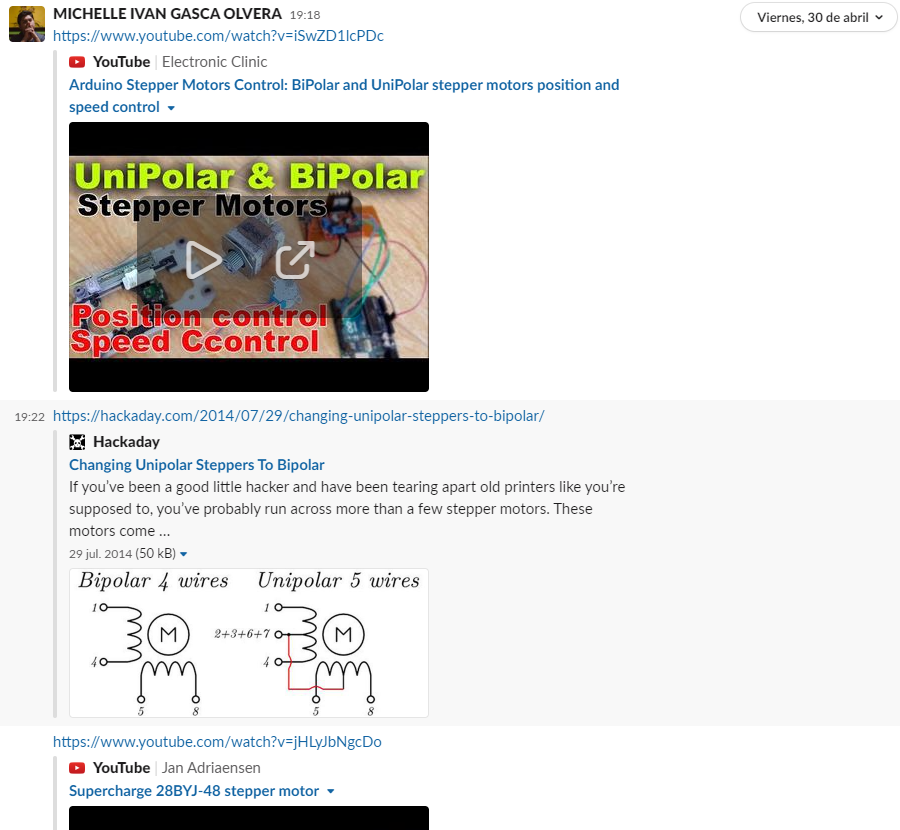 MICHELLE IVAN GASCA OLVERA 19:18
Viernes, 30 de abril
https://www.youtube.com/watch?v=iSwZD1lcPDc
YouTube Electronic Clinic
Arduino Stepper Motors Control: BiPolar and UniPolar stepper motors position and
speed control
UniPolar & BiPolar
Stepper Motors
Position control
Speed Ccontrol
19:22 https://hackaday.com/2014/07/29/changing-unipolar-steppers-to-bipolar/
Hackaday
Changing Unipolar Steppers To Bipolar
If you’ve been a good little hacker and have been tearing apart old printers like you’re
supposed to, you’ve probably run across more than a few stepper motors. These
motors come ...
29 jul. 2014 (50 kB)
Bipolar 4 wires Unipolar 5 wires
1 1
M 2+3+6+7 M
4 4
5 8 5 8
https://www.youtube.com/watch?v=jHLyJbNgcDo
YouTube Jan Adriaensen
Supercharge 28BYJ-48 stepper motor